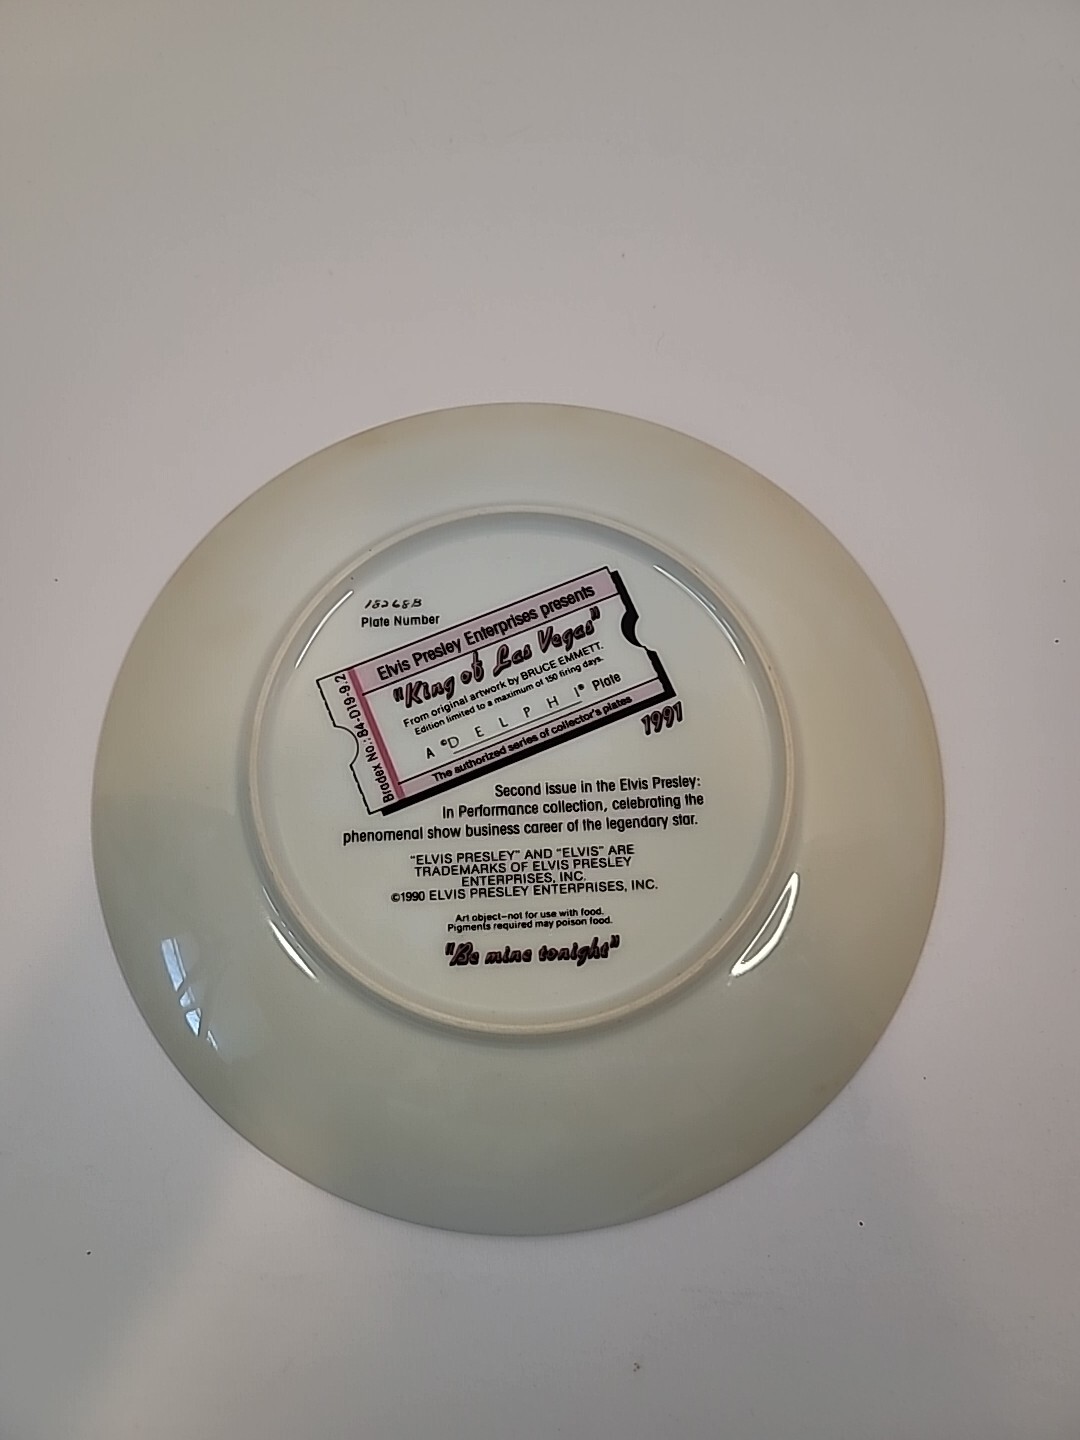 18268B
Plate Number
Elvis Presley Enterprises presents
"King of Las Vegas"
From original artwork by BRUCE EMMETT.
Edition limited to a maximum of 150 firing days.
A ©DELPHI® Plate
The authorized series of collector's plates
Bradex No.: 84-D19-9.2
1991
Second issue in the Elvis Presley:
In Performance collection, celebrating the
phenomenal show business career of the legendary star.
"ELVIS PRESLEY" AND "ELVIS" ARE
TRADEMARKS OF ELVIS PRESLEY
ENTERPRISES, INC.
©1990 ELVIS PRESLEY ENTERPRISES, INC.
Art object–not for use with food.
Pigments required may poison food.
"Be mine tonight"